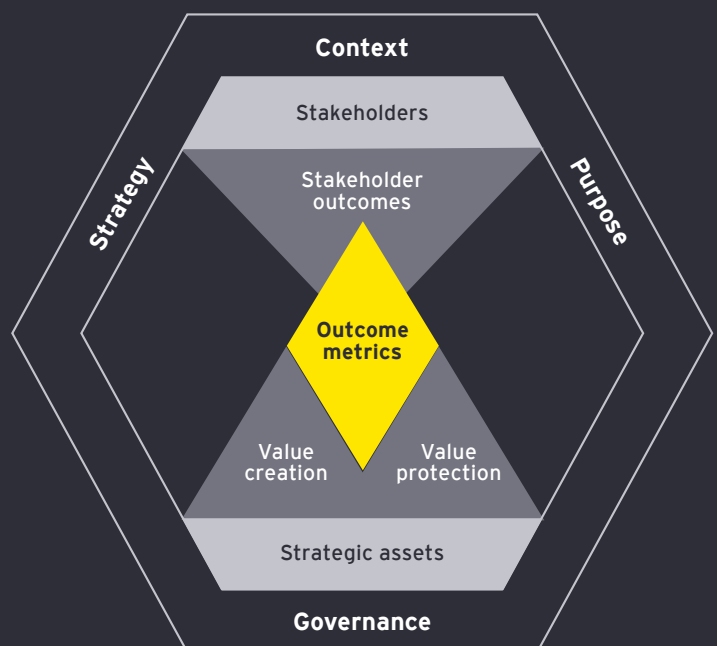 Context
Stakeholders
Strategy
Purpose
Stakeholder
outcomes
Outcome
metrics
Value
creation
Value
protection
Strategic assets
Governance